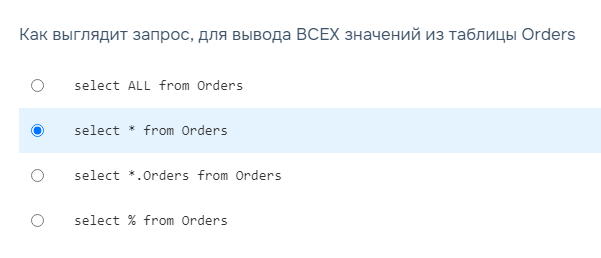 Как выглядит запрос, для вывода ВСЕХ значений из таблицы Orders
select ALL from Orders
select * from Orders
select *.Orders from Orders
select % from Orders